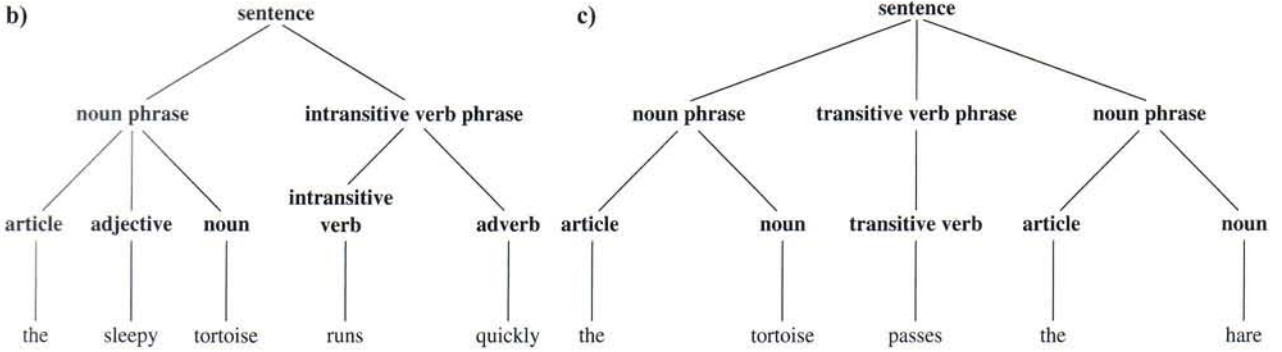 b)
sentence
noun phrase intransitive verb phrase
article adjective noun intransitive verb adverb
the sleepy tortoise runs quickly
c)
sentence
noun phrase transitive verb phrase noun phrase
article noun transitive verb article noun
the tortoise passes the hare